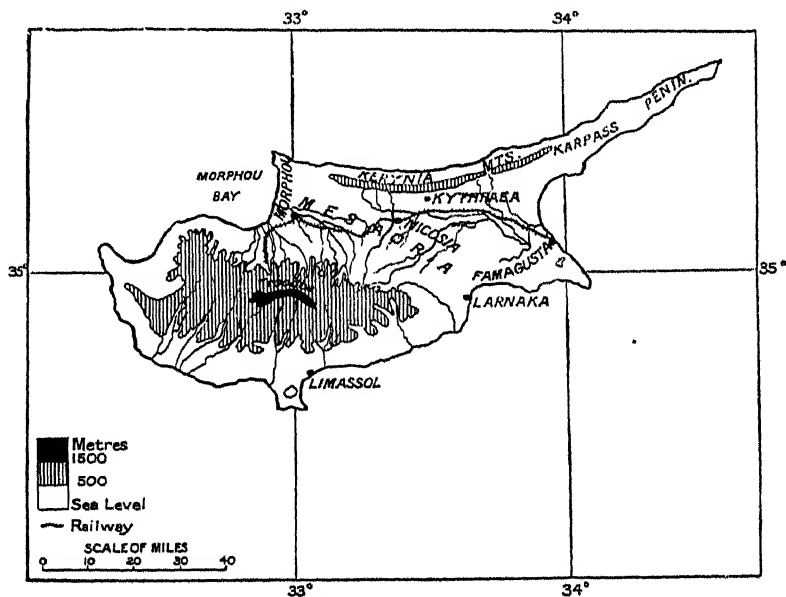 33°
34°
KARPASS PENIN.
KERYNIA MTS.
MORPHOU
BAY
MORPHOU
KYTHRAEA
MESAORIA
NICOSIA
FAMAGUSTA
35°
35°
LARNAKA
LIMASSOL
Metres
1500
500
Sea Level
Railway
SCALE OF MILES
0 10 20 30 40
33°
34°